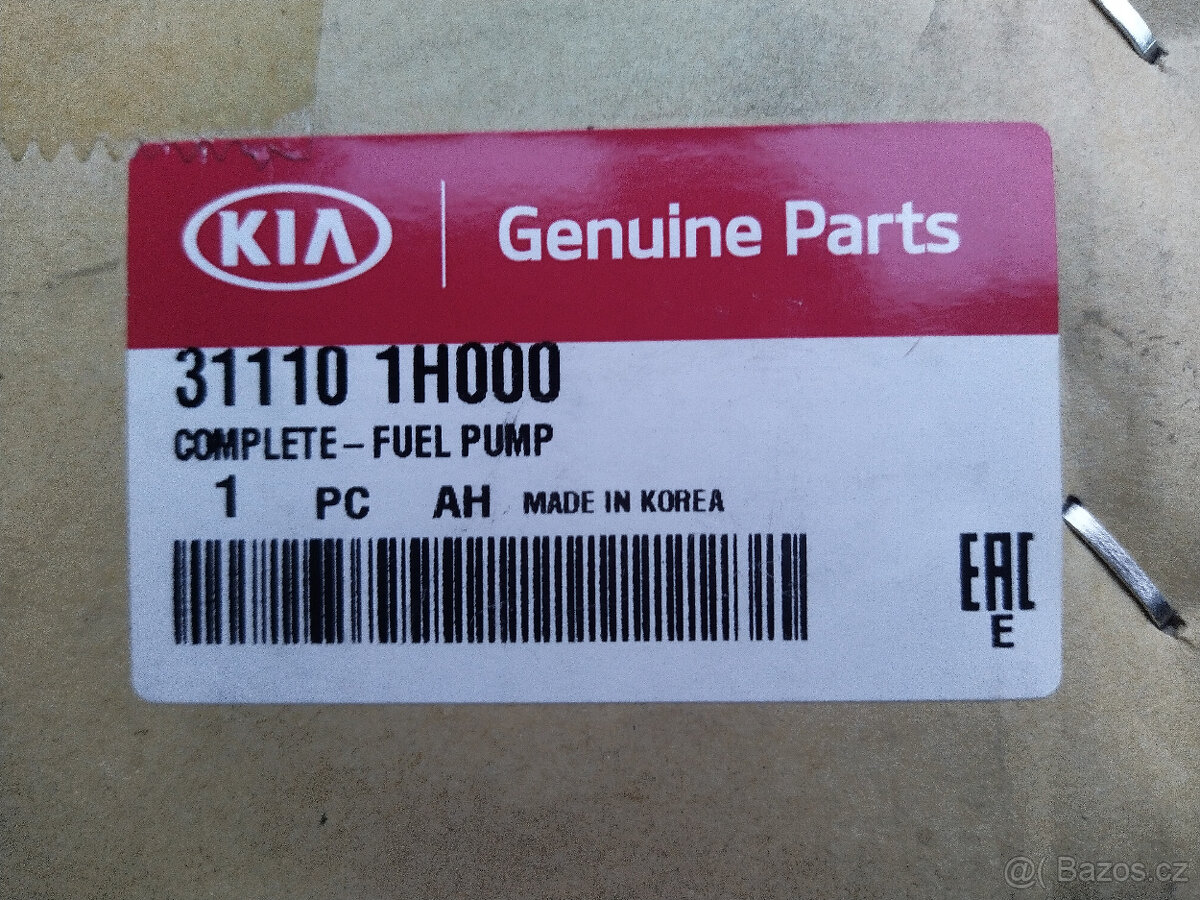 KIA Genuine Parts
31110 1H000
COMPLETE-FUEL PUMP
1 PC AH MADE IN KOREA
EAC
E
@( Bazos.cz